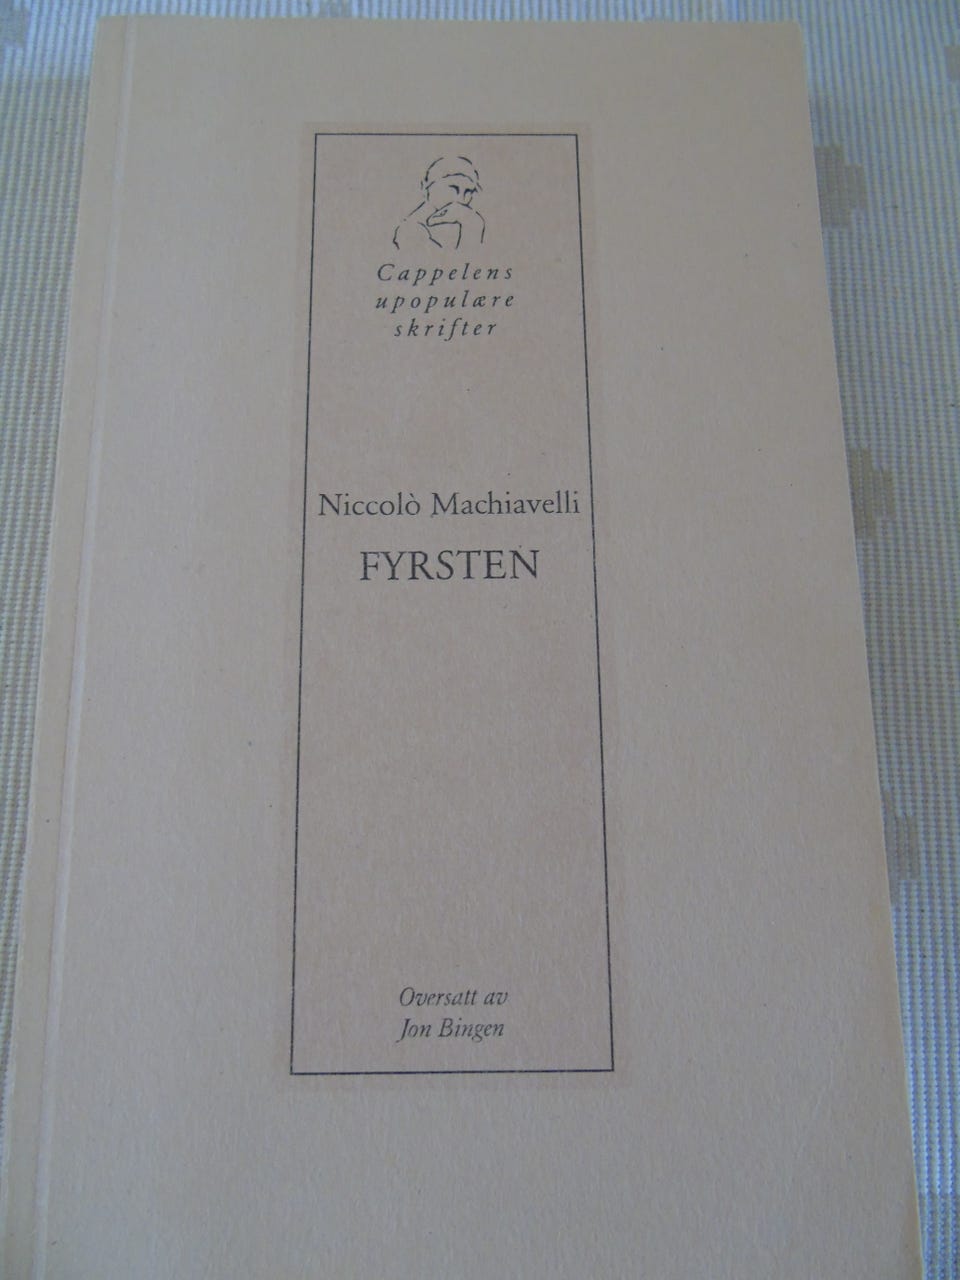 Cappelens
upopulære
skrifter
Niccolò Machiavelli
FYRSTEN
Oversatt av
Jon Bingen